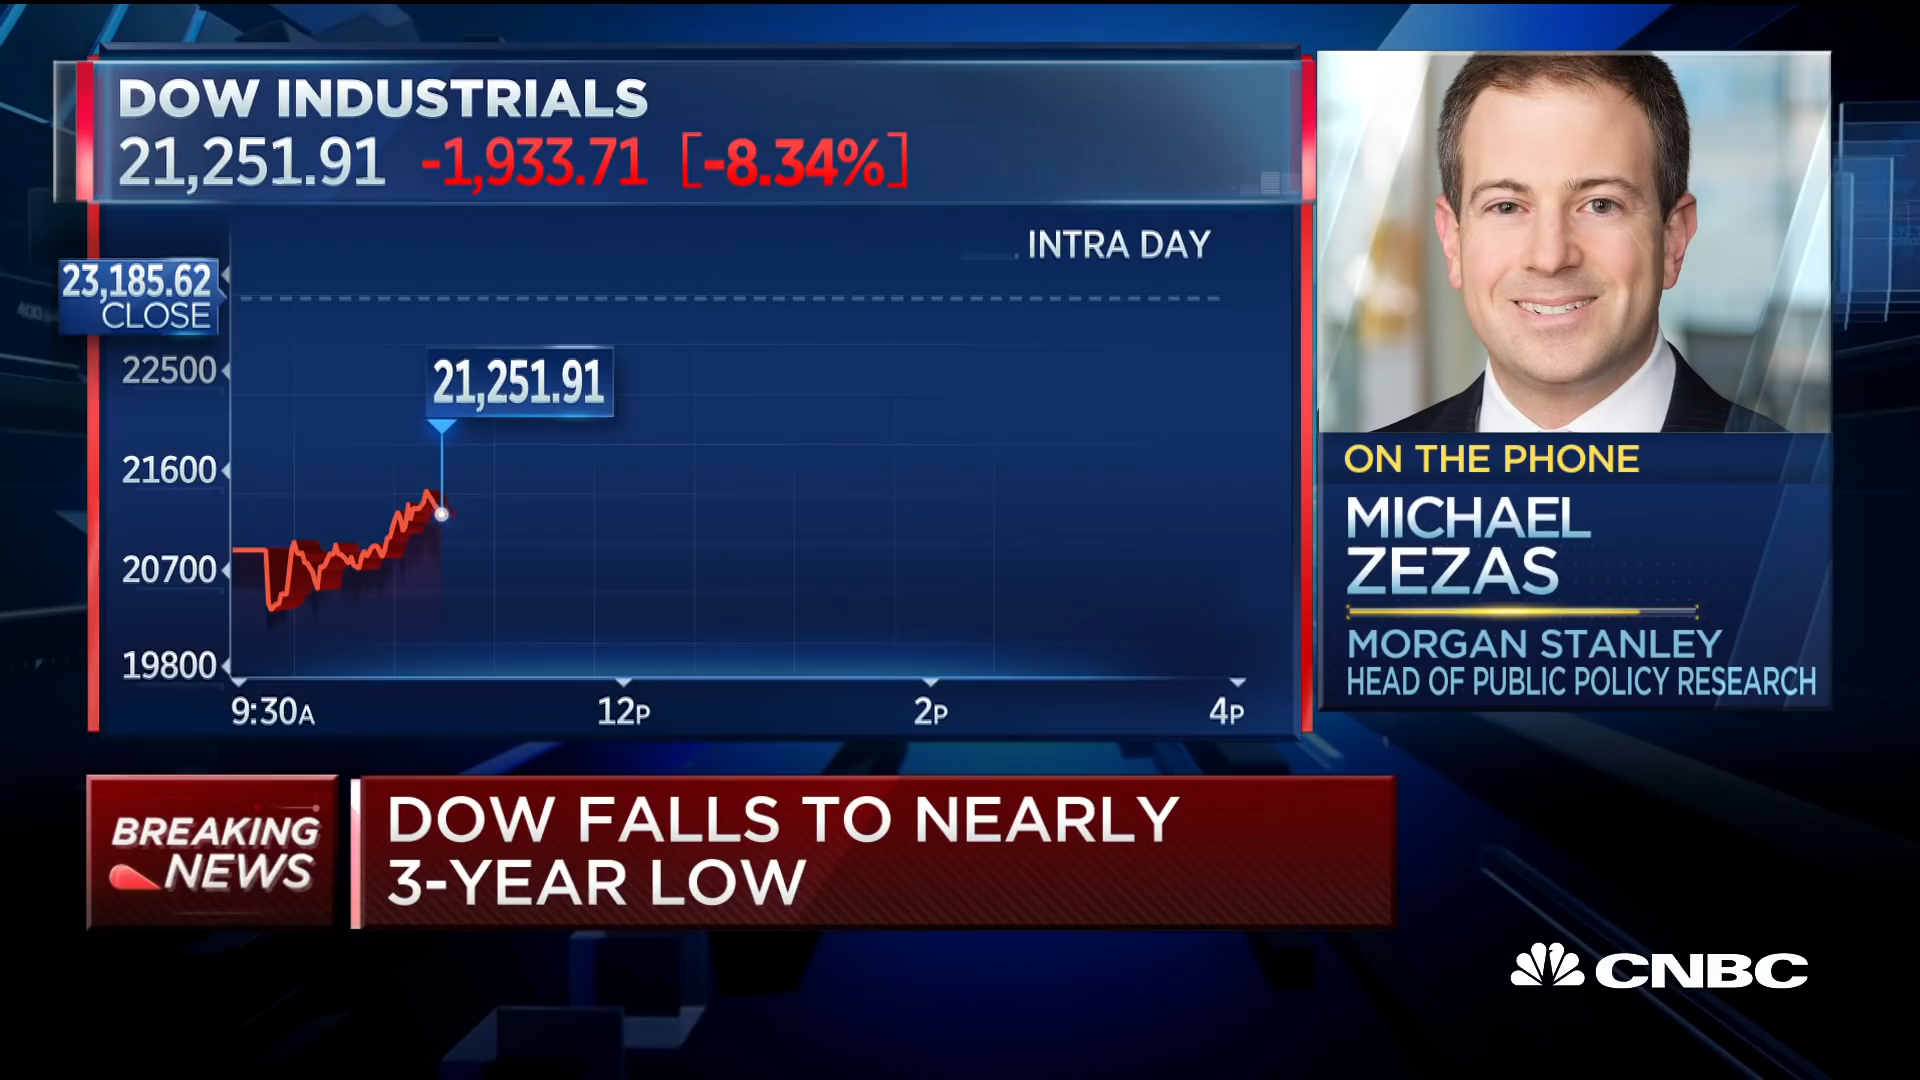 DOW INDUSTRIALS
21,251.91 -1,933.71 [-8.34%]
INTRA DAY
23,185.62
CLOSE
22500
21,251.91
21600
20700
19800
9:30A 12P 2P 4P
ON THE PHONE
MICHAEL
ZEZAS
MORGAN STANLEY
HEAD OF PUBLIC POLICY RESEARCH
BREAKING
NEWS
DOW FALLS TO NEARLY
3-YEAR LOW
CNBC